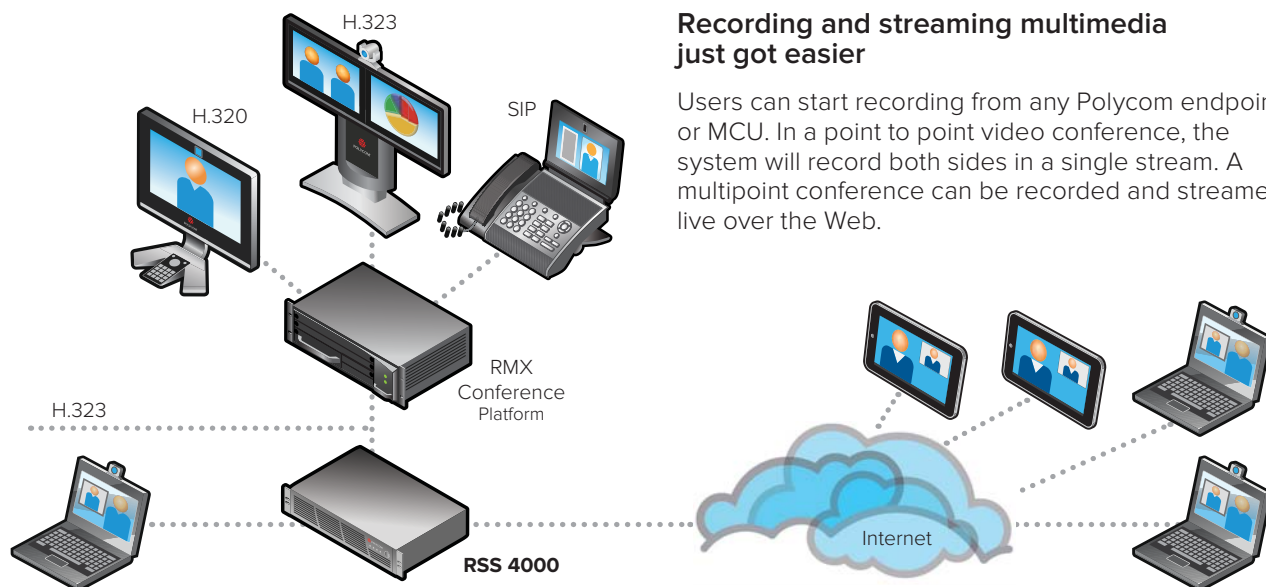 H.323
H.320
SIP
RMX
Conference
Platform
H.323
RSS 4000
Internet
Recording and streaming multimedia
just got easier
Users can start recording from any Polycom
or MCU. In a point to point video conference, the
system will record both sides in a single stream. A
multipoint conference can be recorded and
live over the Web.
POLYCOM